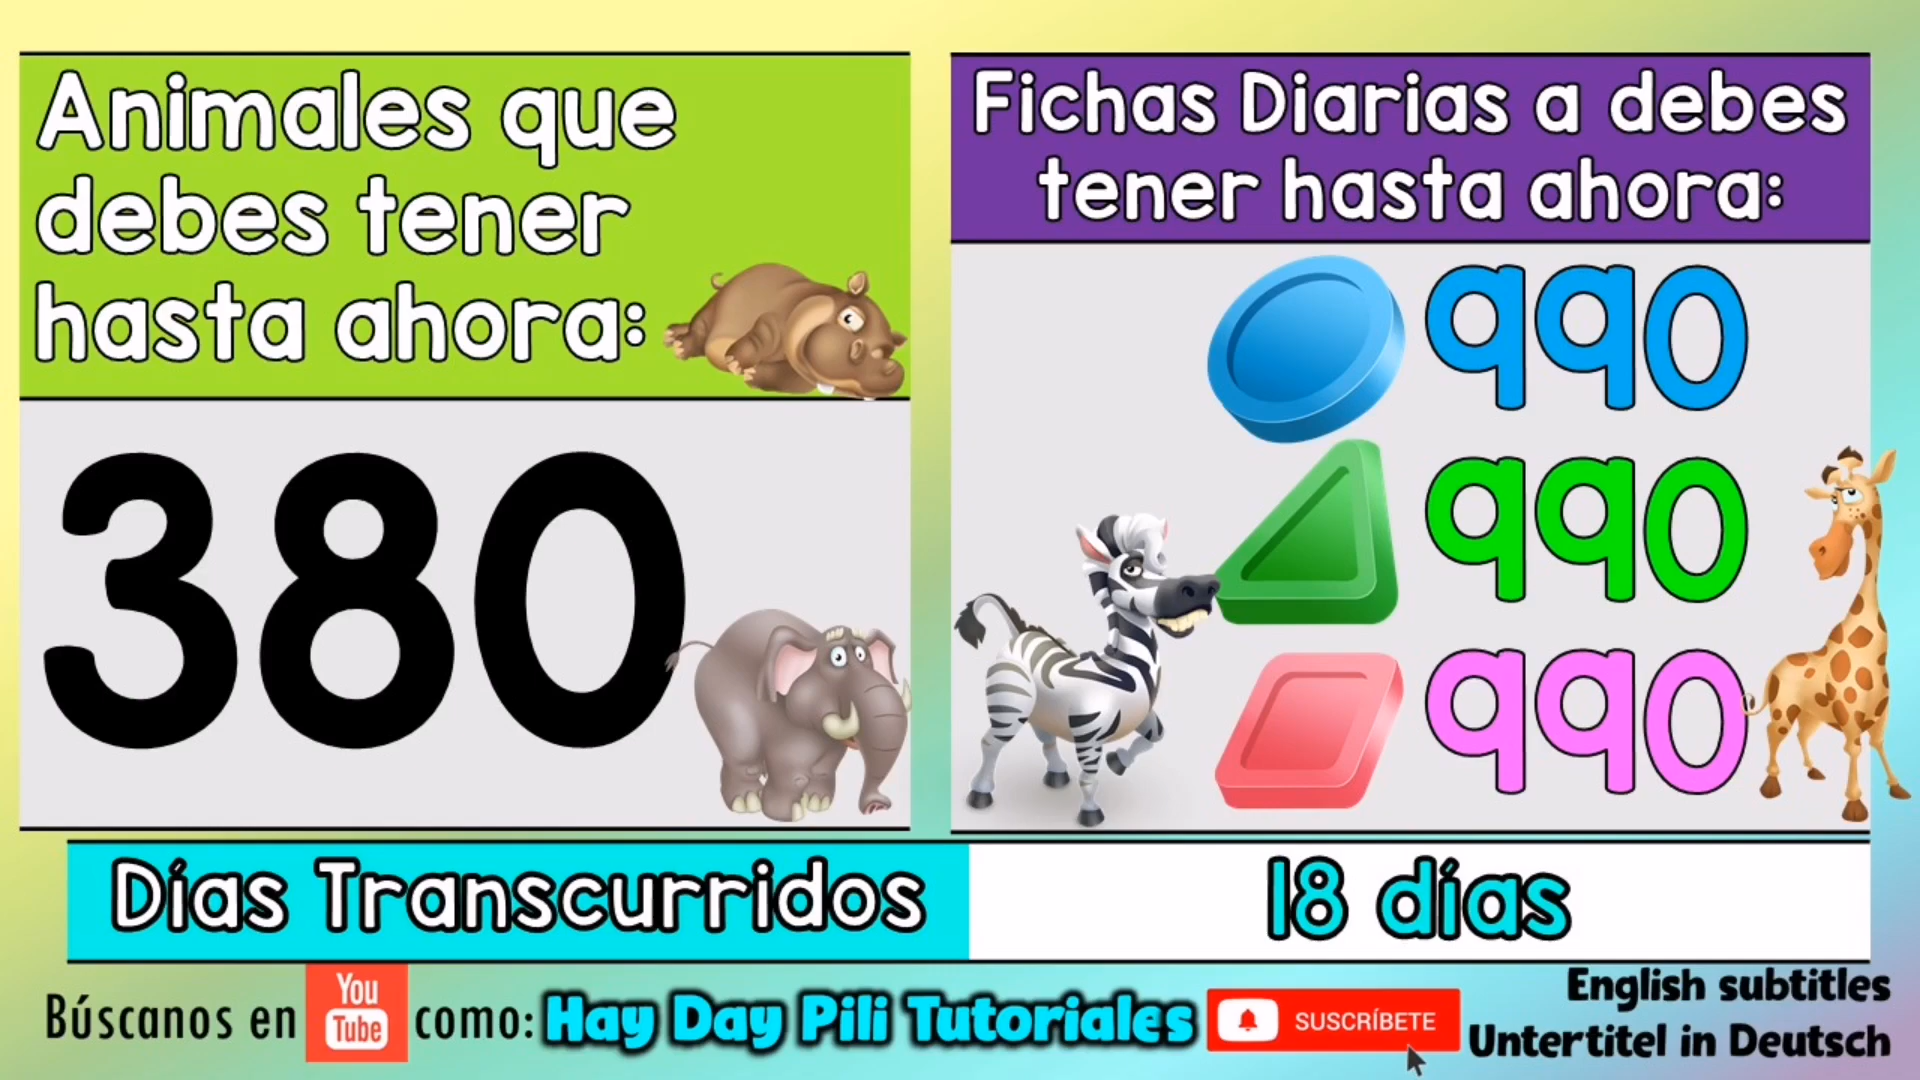 Animales que
debes tener
hasta ahora:
380
Fichas Diarias a debes
tener hasta ahora:
990
990
990
Días Transcurridos
18 días
Búscanos en You Tube como: Hay Day Pili Tutoriales
SUSCRÍBETE
English subtitles
Untertitel in Deutsch